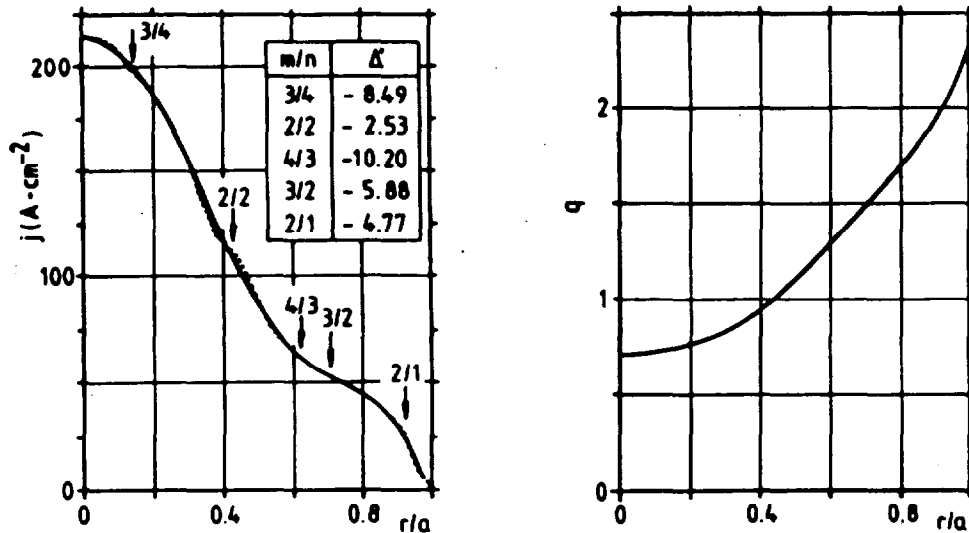 3/4
m/n Δ'
3/4 - 8.49
2/2 - 2.53
4/3 -10.20
3/2 - 5.88
2/1 - 4.77
200
j(A·cm⁻²)
2/2
100
4/3 3/2
2/1
0
0 0.4 0.8 r/a
2
q
1
0
0 0.4 0.8 r/a